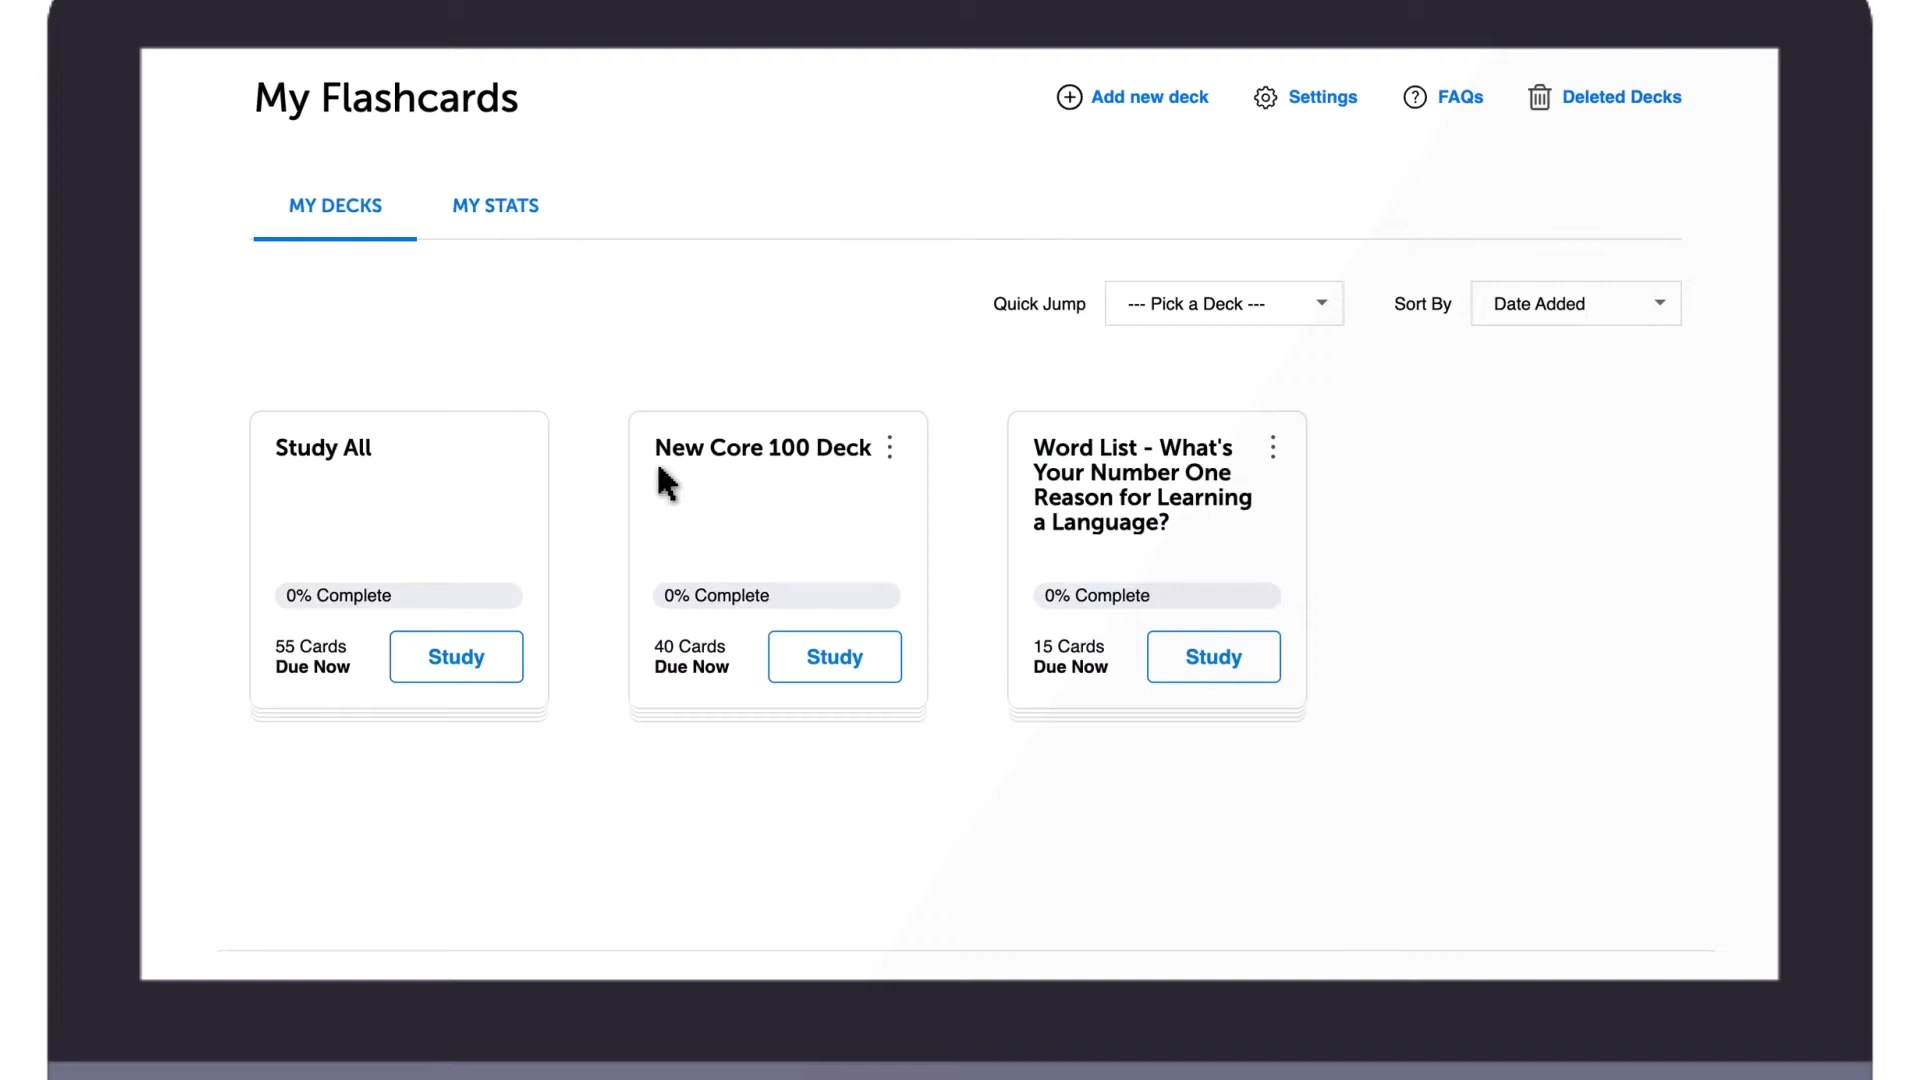 My Flashcards
Add new deck
Settings
FAQs
Deleted Decks
MY DECKS
MY STATS
Quick Jump
--- Pick a Deck ---
Sort By
Date Added
Study All
0% Complete
55 Cards
Due Now
Study
New Core 100 Deck
0% Complete
40 Cards
Due Now
Study
Word List - What's
Your Number One
Reason for Learning
a Language?
0% Complete
15 Cards
Due Now
Study